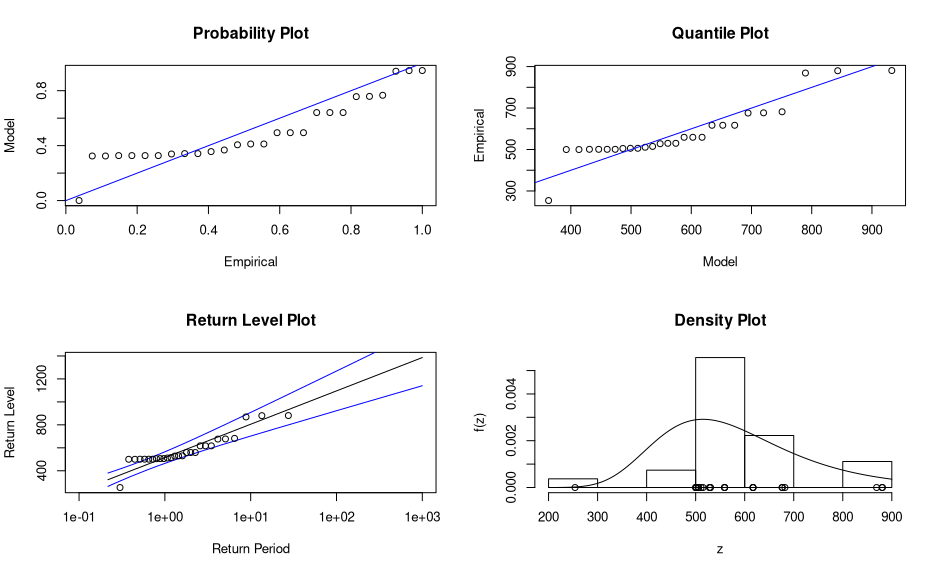 Probability Plot
Model
0.0 0.4 0.8
0.0 0.2 0.4 0.6 0.8 1.0
Empirical
Quantile Plot
Empirical
300 500 700 900
400 500 600 700 800 900
Model
Return Level Plot
Return Level
400 800 1200
1e-01 1e+00 1e+01 1e+02 1e+03
Return Period
Density Plot
f(z)
0.000 0.002 0.004
200 300 400 500 600 700 800 900
z